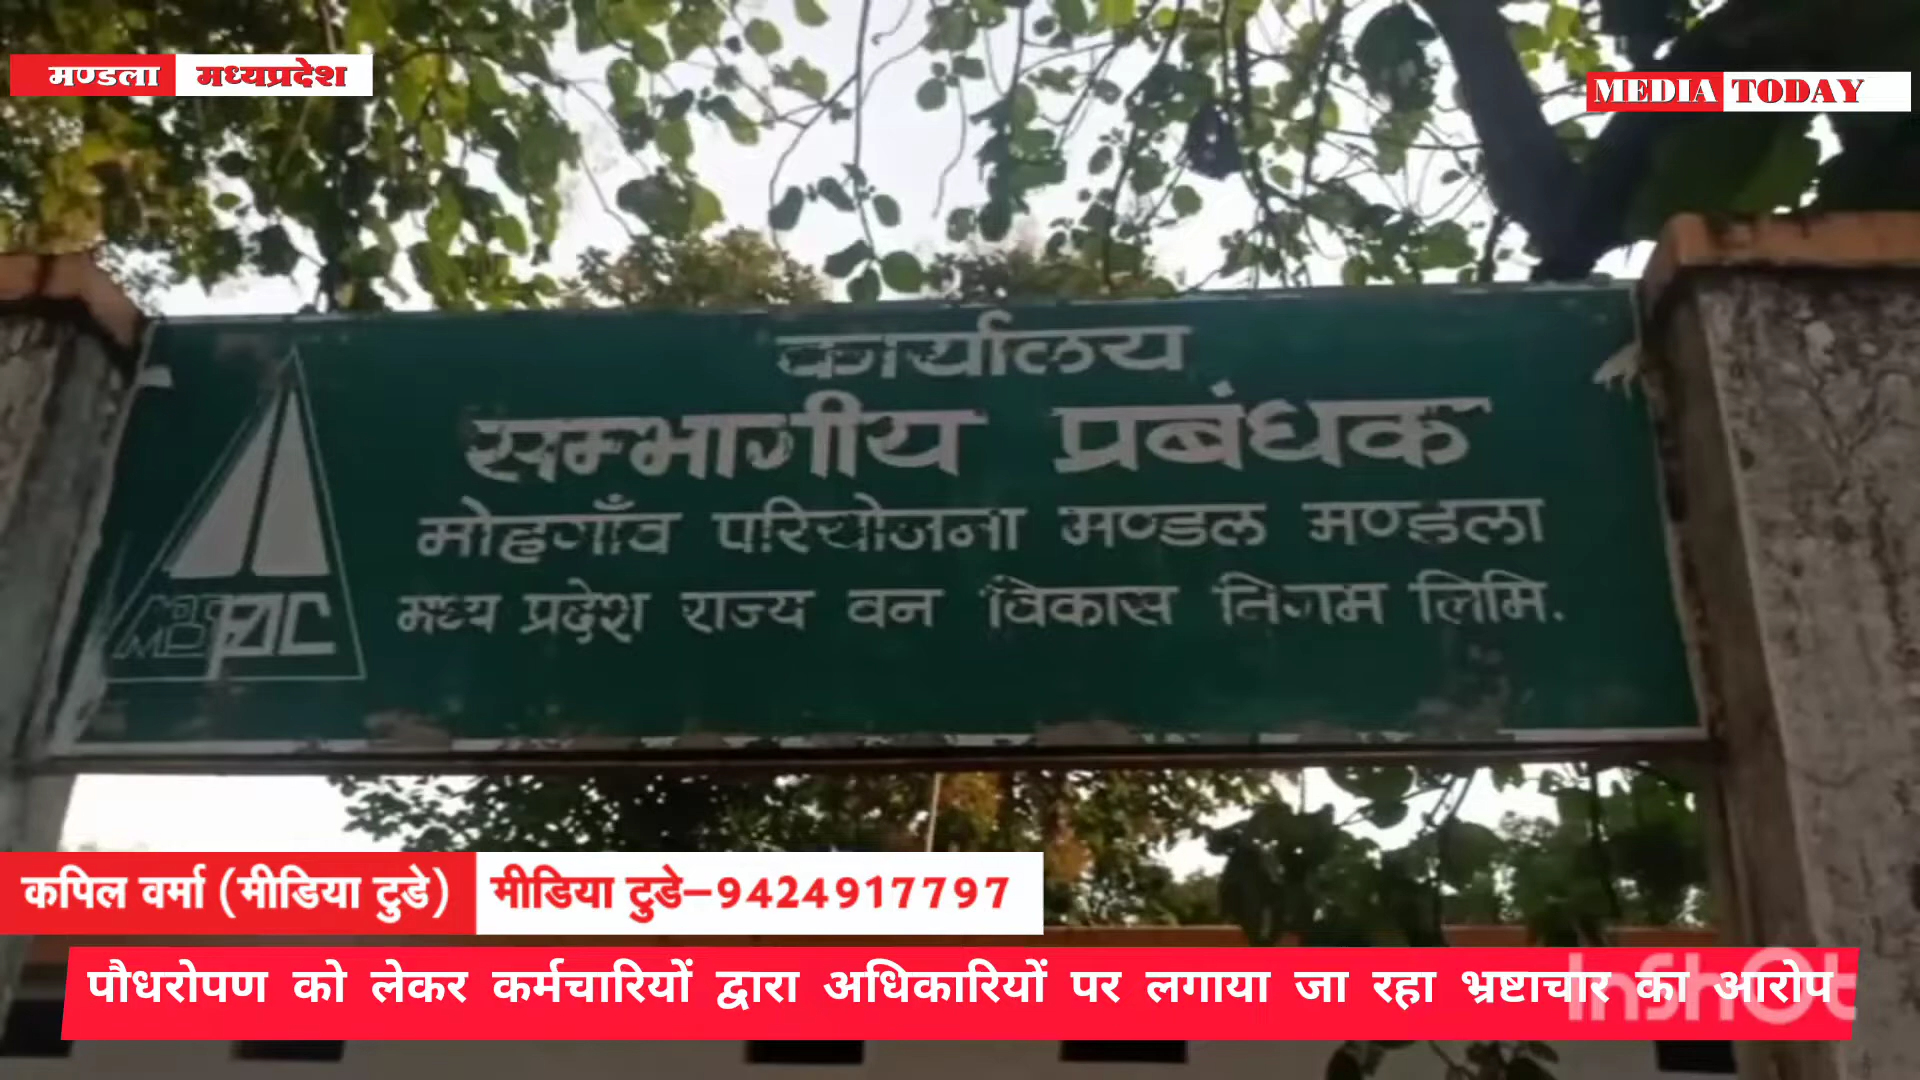 मण्डला मध्यप्रदेश
MEDIA TODAY
कार्यालय
सम्भागीय प्रबंधक
मोहगाँव परियोजना मण्डल मण्डला
मध्य प्रदेश राज्य वन विकास निगम लिमि.
कपिल वर्मा (मीडिया टुडे) मीडिया टुडे–9424917797
पौधरोपण को लेकर कर्मचारियों द्वारा अधिकारियों पर लगाया जा रहा भ्रष्टाचार का आरोप
InShOt